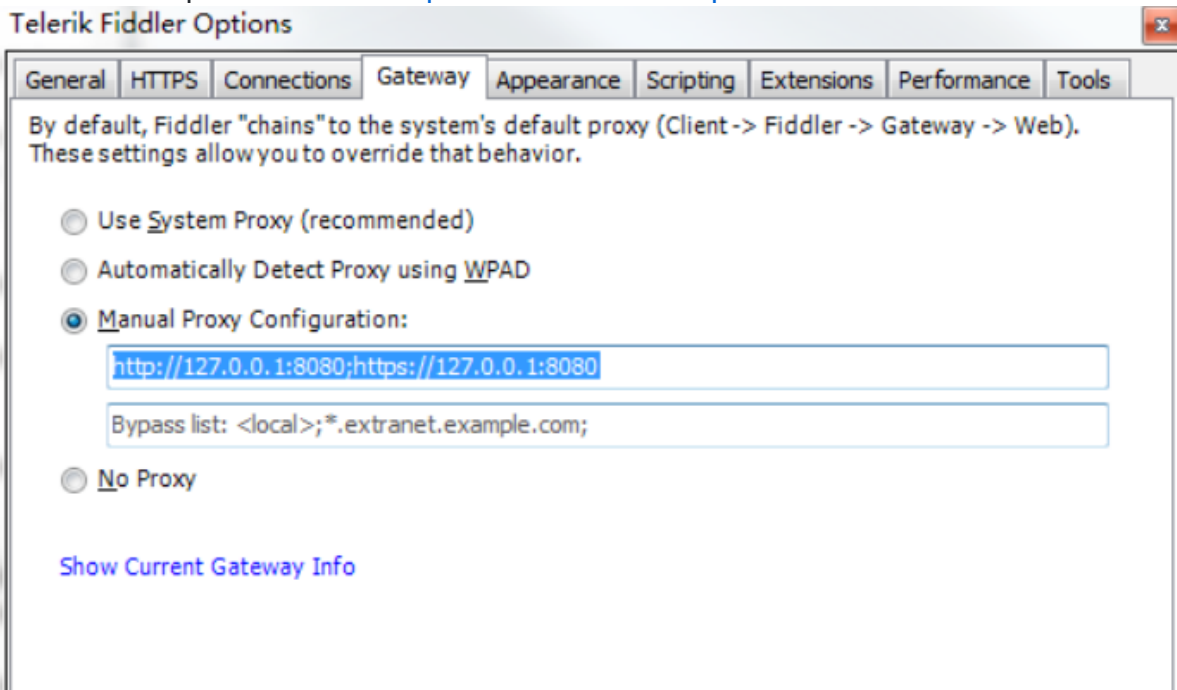 Telerik Fiddler Options
General HTTPS Connections Gateway Appearance Scripting Extensions Performance Tools
By default, Fiddler "chains" to the system's default proxy (Client -> Fiddler -> Gateway -> Web).
These settings allow you to override that behavior.
Use System Proxy (recommended)
Automatically Detect Proxy using WPAD
Manual Proxy Configuration:
http://127.0.0.1:8080;https://127.0.0.1:8080
Bypass list: <local>;*.extranet.example.com;
No Proxy
Show Current Gateway Info